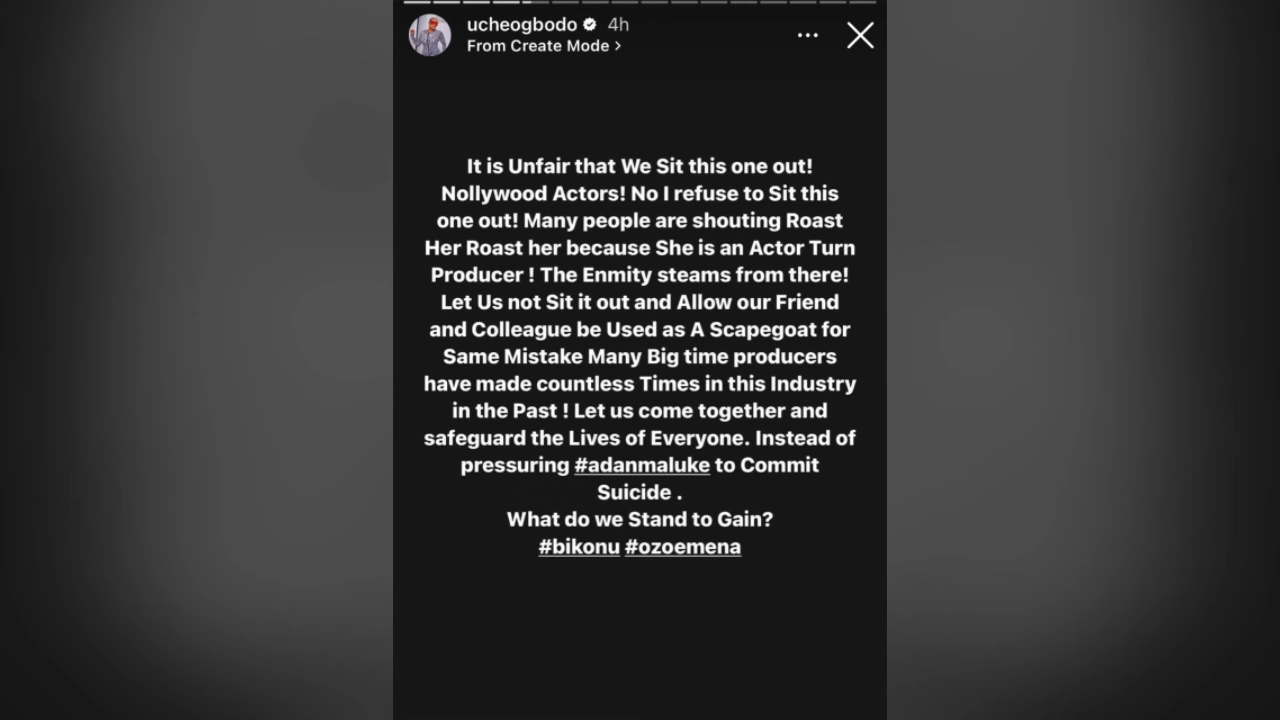 ucheogbodo 4h
From Create Mode >
It is Unfair that We Sit this one out!
Nollywood Actors! No I refuse to Sit this
one out! Many people are shouting Roast
Her Roast her because She is an Actor Turn
Producer ! The Enmity steams from there!
Let Us not Sit it out and Allow our Friend
and Colleague be Used as A Scapegoat for
Same Mistake Many Big time producers
have made countless Times in this Industry
in the Past ! Let us come together and
safeguard the Lives of Everyone. Instead of
pressuring #adanmaluke to Commit
Suicide .
What do we Stand to Gain?
#bikonu #ozoemena